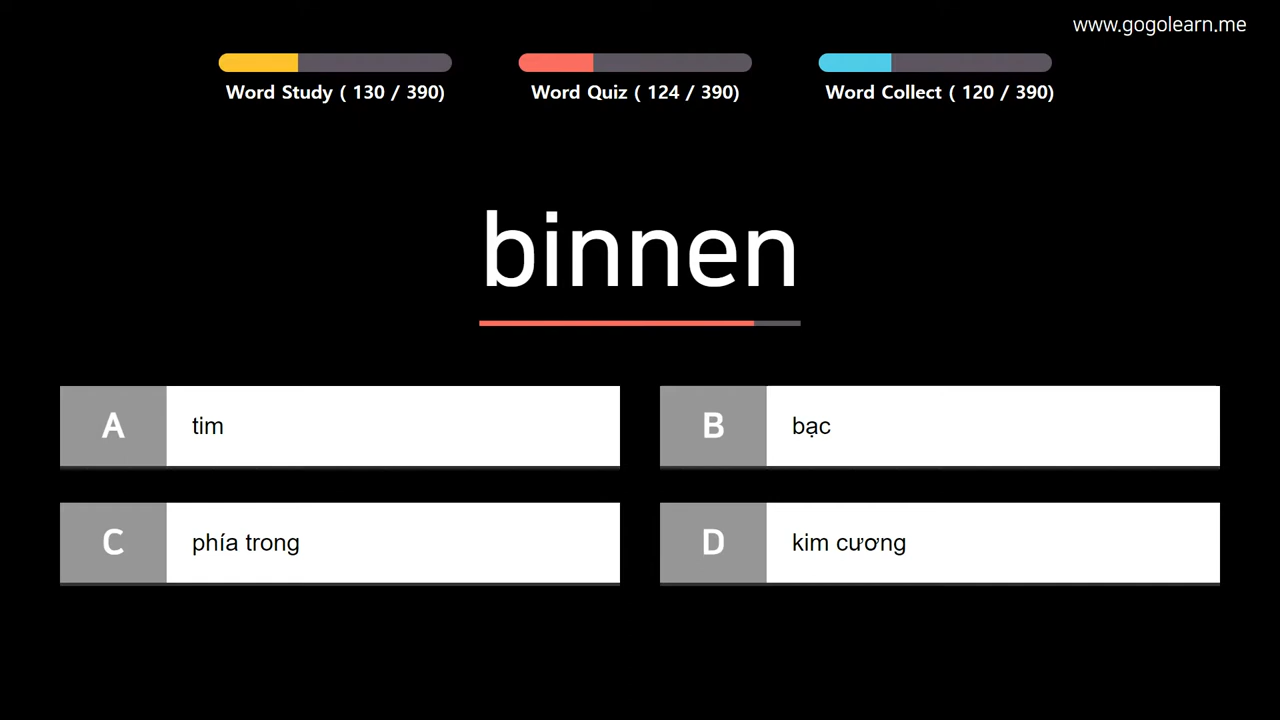 www.gogolearn.me
Word Study ( 130 / 390)
Word Quiz ( 124 / 390)
Word Collect ( 120 / 390)
binnen
A tim
B bạc
C phía trong
D kim cương